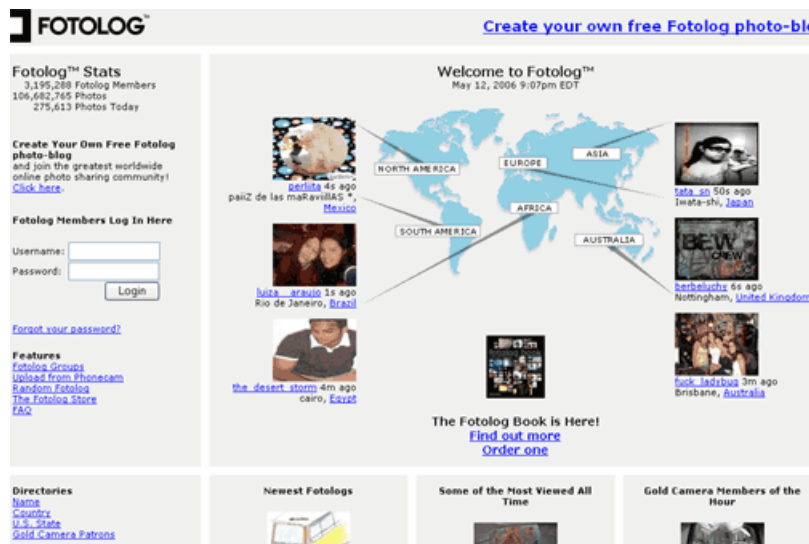 FOTOLOG™
Create your own free Fotolog photo-blo
Fotolog™ Stats
3,195,288 Fotolog Members
106,682,765 Photos
275,613 Photos Today
Create Your Own Free Fotolog
photo-blog
and join the greatest worldwide
online photo sharing community!
Click here.
Fotolog Members Log In Here
Username:
Password:
Login
Forgot your password?
Features
Fotolog Groups
Upload from Phonecam
Random Fotolog
The Fotolog Store
FAQ
Welcome to Fotolog™
May 12, 2006 9:07pm EDT
NORTH AMERICA
EUROPE
ASIA
AFRICA
SOUTH AMERICA
AUSTRALIA
perliita 4s ago
paiiZ de las maRaviillAS *,
Mexico
luiza__araujo 1s ago
Rio de Janeiro, Brazil
the_desert_storm 4m ago
cairo, Egypt
tata_sn 50s ago
Iwata-shi, Japan
BEW
CREW
berbeluchy 6s ago
Nottingham, United Kingdom
fuck_ladybug 3m ago
Brisbane, Australia
The Fotolog Book is Here!
Find out more
Order one
Directories
Name
Country
U.S. State
Gold Camera Patrons
Newest Fotologs
Some of the Most Viewed All
Time
Gold Camera Members of the
Hour